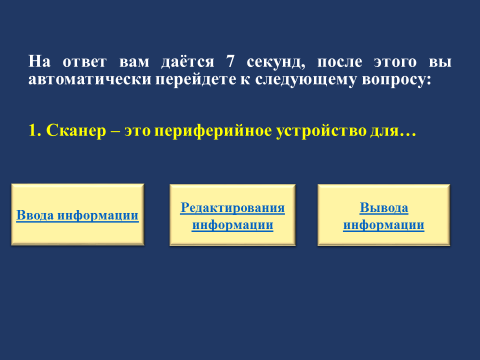 На ответ вам даётся 7 секунд, после этого вы
автоматически перейдете к следующему вопросу:
1. Сканер – это периферийное устройство для…
Ввода информации
Редактирования
информации
Вывода
информации